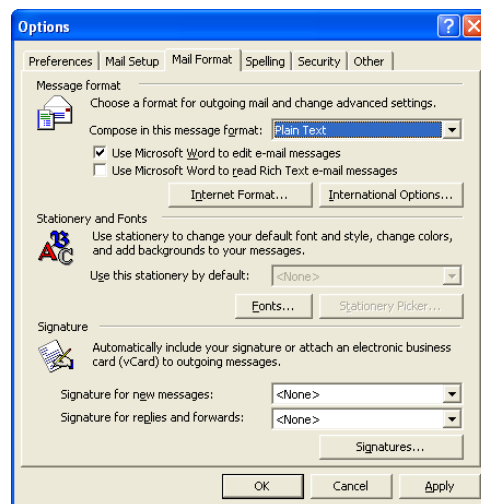 Options
Preferences Mail Setup Mail Format Spelling Security Other
Message format
Choose a format for outgoing mail and change advanced settings.
Compose in this message format: Plain Text
Use Microsoft Word to edit e-mail messages
Use Microsoft Word to read Rich Text e-mail messages
Internet Format... International Options...
Stationery and Fonts
Use stationery to change your default font and style, change colors,
and add backgrounds to your messages.
Use this stationery by default: <None>
Fonts... Stationery Picker...
Signature
Automatically include your signature or attach an electronic business
card (vCard) to outgoing messages.
Signature for new messages: <None>
Signature for replies and forwards: <None>
Signatures...
OK Cancel Apply